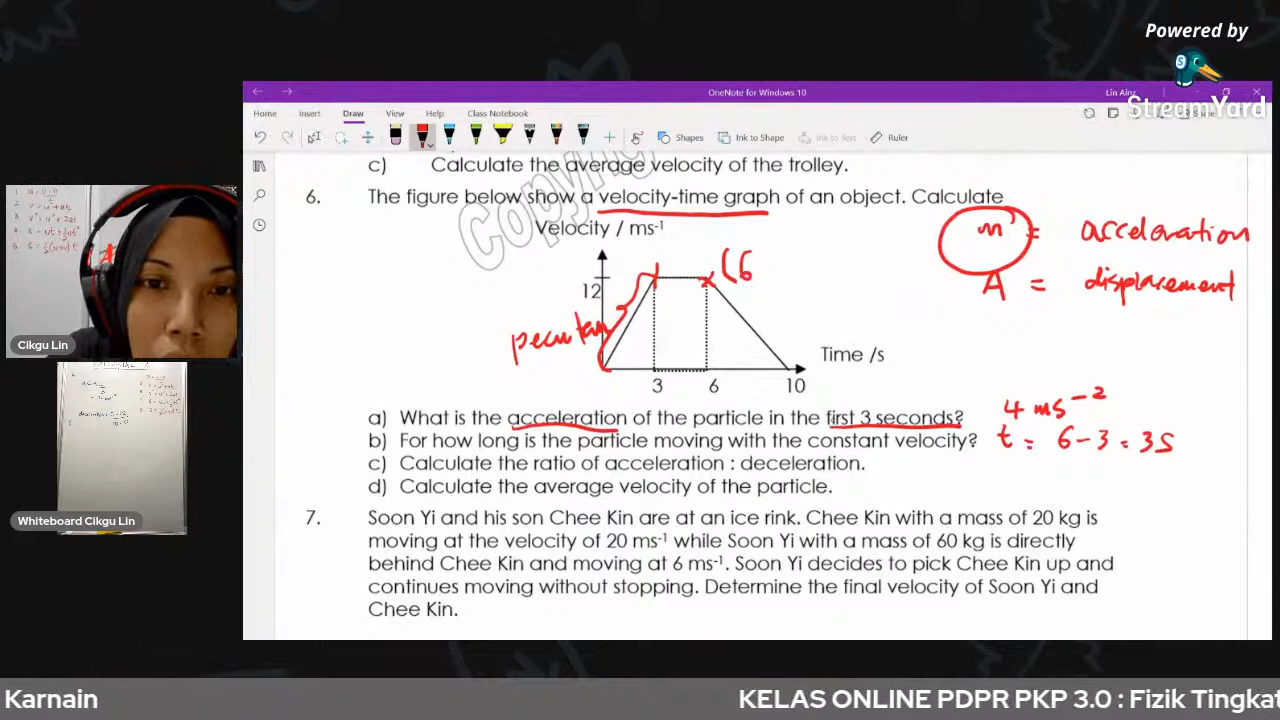 Powered by
StreamYard
OneNote for Windows 10
Lin Ainy
Home Insert Draw View Help Class Notebook
Shapes Ink to Shape Ink to Text Ruler
c) Calculate the average velocity of the trolley.
6. The figure below show a velocity-time graph of an object. Calculate
Velocity / ms⁻¹
12
(6
pecutan
Time /s
3 6 10
m =  acceleration
A = displacement
a) What is the acceleration of the particle in the first 3 seconds?
4 ms⁻²
b) For how long is the particle moving with the constant velocity?
t = 6 - 3 = 3s
c) Calculate the ratio of acceleration : deceleration.
d) Calculate the average velocity of the particle.
7. Soon Yi and his son Chee Kin are at an ice rink. Chee Kin with a mass of 20 kg is
moving at the velocity of 20 ms⁻¹ while Soon Yi with a mass of 60 kg is directly
behind Chee Kin and moving at 6 ms⁻¹. Soon Yi decides to pick Chee Kin up and
continues moving without stopping. Determine the final velocity of Soon Yi and
Chee Kin.
Cikgu Lin
Whiteboard Cikgu Lin
Karnain
KELAS ONLINE PDPR PKP 3.0 : Fizik Tingkat